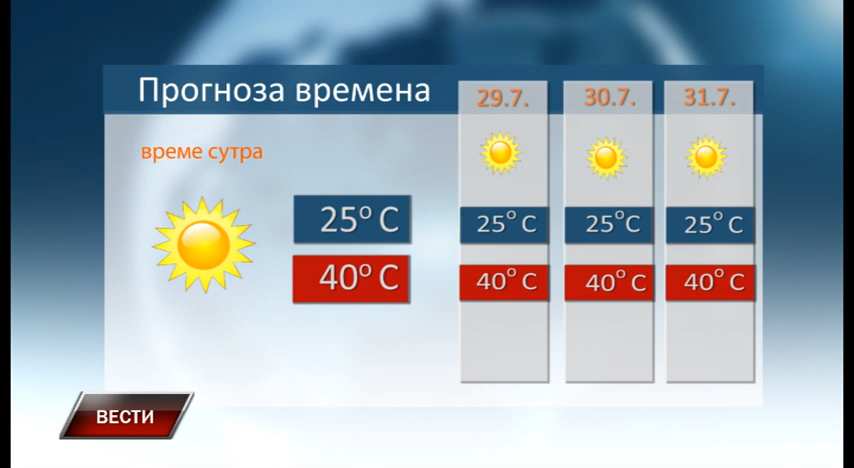 Прогноза времена
време сутра
25° C
40° C
29.7.
25° C
40° C
30.7.
25°C
40° C
31.7.
25° C
40° C
ВЕСТИ